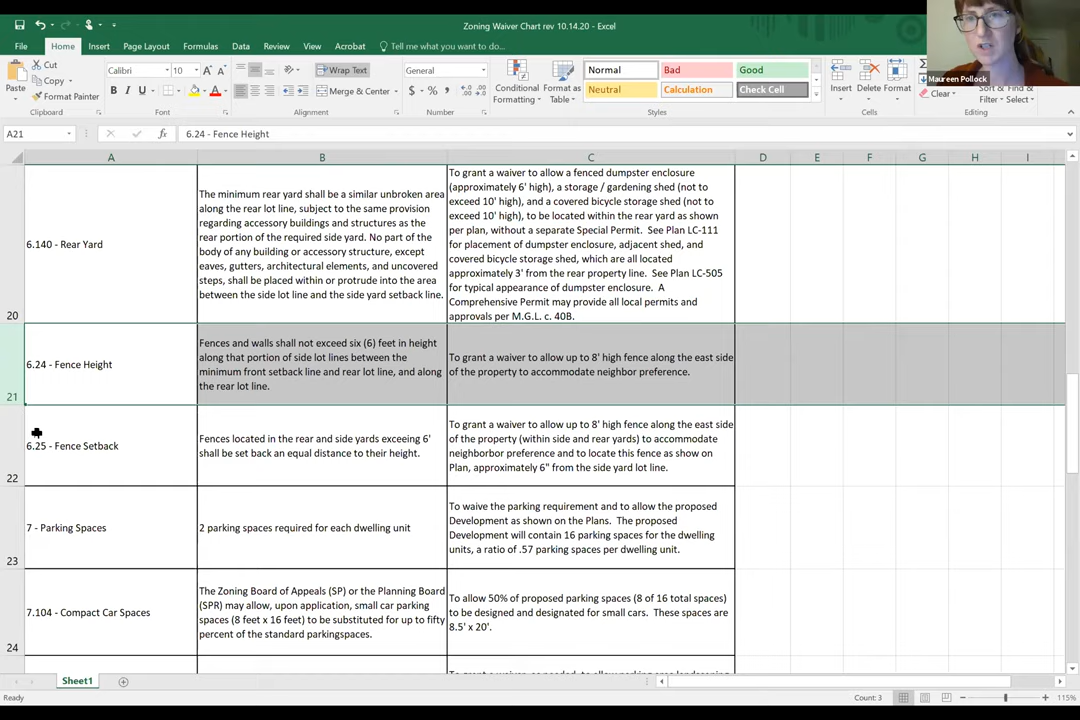 Zoning Waiver Chart rev 10.14.20 - Excel
File Home Insert Page Layout Formulas Data Review View Acrobat Tell me what you want to do...
Paste
Cut
Copy
Format Painter
Calibri 10
B I U
Wrap Text
Merge & Center
General
$ % ,
Conditional Formatting
Format as Table
Normal Bad Good
Neutral Calculation Check Cell
Insert Delete Format
Clear
Sort & Find &
Filter Select
Maureen Pollock
Clipboard Font Alignment Number Styles Cells Editing
A21 fx 6.24 - Fence Height
A B C D E F G H I
20
6.140 - Rear Yard
The minimum rear yard shall be a similar unbroken area
along the rear lot line, subject to the same provision
regarding accessory buildings and structures as the
rear portion of the required side yard. No part of the
body of any building or accessory structure, except
eaves, gutters, architectural elements, and uncovered
steps, shall be placed within or protrude into the area
between the side lot line and the side yard setback line.
To grant a waiver to allow a fenced dumpster enclosure
(approximately 6' high), a storage / gardening shed (not to
exceed 10' high), and a covered bicycle storage shed (not to
exceed 10' high), to be located within the rear yard as shown
per plan, without a separate Special Permit. See Plan LC-111
for placement of dumpster enclosure, adjacent shed, and
covered bicycle storage shed, which are all located
approximately 3' from the rear property line. See Plan LC-505
for typical appearance of dumpster enclosure. A
Comprehensive Permit may provide all local permits and
approvals per M.G.L. c. 40B.
21
6.24 - Fence Height
Fences and walls shall not exceed six (6) feet in height
along that portion of side lot lines between the
minimum front setback line and rear lot line, and along
the rear lot line.
To grant a waiver to allow up to 8' high fence along the east side
of the property to accommodate neighbor preference.
22
6.25 - Fence Setback
Fences located in the rear and side yards exceeing 6'
shall be set back an equal distance to their height.
To grant a waiver to allow up to 8' high fence along the east side
of the property (within side and rear yards) to accommodate
neighborbor preference and to locate this fence as show on
Plan, approximately 6" from the side yard lot line.
23
7 - Parking Spaces
2 parking spaces required for each dwelling unit
To waive the parking requirement and to allow the proposed
Development as shown on the Plans. The proposed
Development will contain 16 parking spaces for the dwelling
units, a ratio of .57 parking spaces per dwelling unit.
24
7.104 - Compact Car Spaces
The Zoning Board of Appeals (SP) or the Planning Board
(SPR) may allow, upon application, small car parking
spaces (8 feet x 16 feet) to be substituted for up to fifty
percent of the standard parkingspaces.
To allow 50% of proposed parking spaces (8 of 16 total spaces)
to be designed and designated for small cars. These spaces are
8.5' x 20'.
Sheet1
Ready
Count: 3
115%